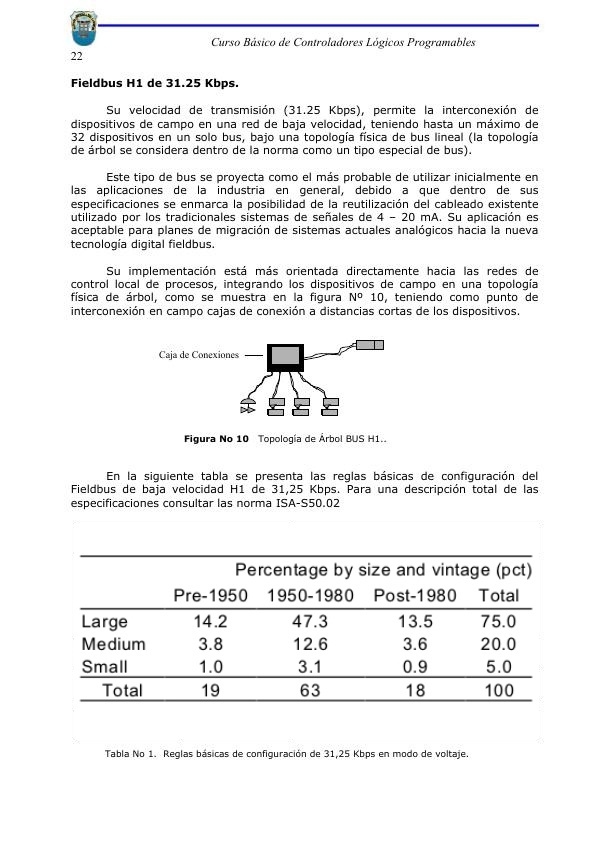 Curso Básico de Controladores Lógicos Programables
22
Fieldbus H1 de 31.25 Kbps.
Su velocidad de transmisión (31.25 Kbps), permite la interconexión de
dispositivos de campo en una red de baja velocidad, teniendo hasta un máximo de
32 dispositivos en un solo bus, bajo una topología física de bus lineal (la topología
de árbol se considera dentro de la norma como un tipo especial de bus).
Este tipo de bus se proyecta como el más probable de utilizar inicialmente en
las aplicaciones de la industria en general, debido a que dentro de sus
especificaciones se enmarca la posibilidad de la reutilización del cableado existente
utilizado por los tradicionales sistemas de señales de 4 – 20 mA. Su aplicación es
aceptable para planes de migración de sistemas actuales analógicos hacia la nueva
tecnología digital fieldbus.
Su implementación está más orientada directamente hacia las redes de
control local de procesos, integrando los dispositivos de campo en una topología
física de árbol, como se muestra en la figura Nº 10, teniendo como punto de
interconexión en campo cajas de conexión a distancias cortas de los dispositivos.
Caja de Conexiones
Figura No 10 Topología de Árbol BUS H1..
En la siguiente tabla se presenta las reglas básicas de configuración del
Fieldbus de baja velocidad H1 de 31,25 Kbps. Para una descripción total de las
especificaciones consultar las norma ISA-S50.02
Percentage by size and vintage (pct)
Pre-1950 1950-1980 Post-1980 Total
Large 14.2 47.3 13.5 75.0
Medium 3.8 12.6 3.6 20.0
Small 1.0 3.1 0.9 5.0
Total 19 63 18 100
Tabla No 1. Reglas básicas de configuración de 31,25 Kbps en modo de voltaje.